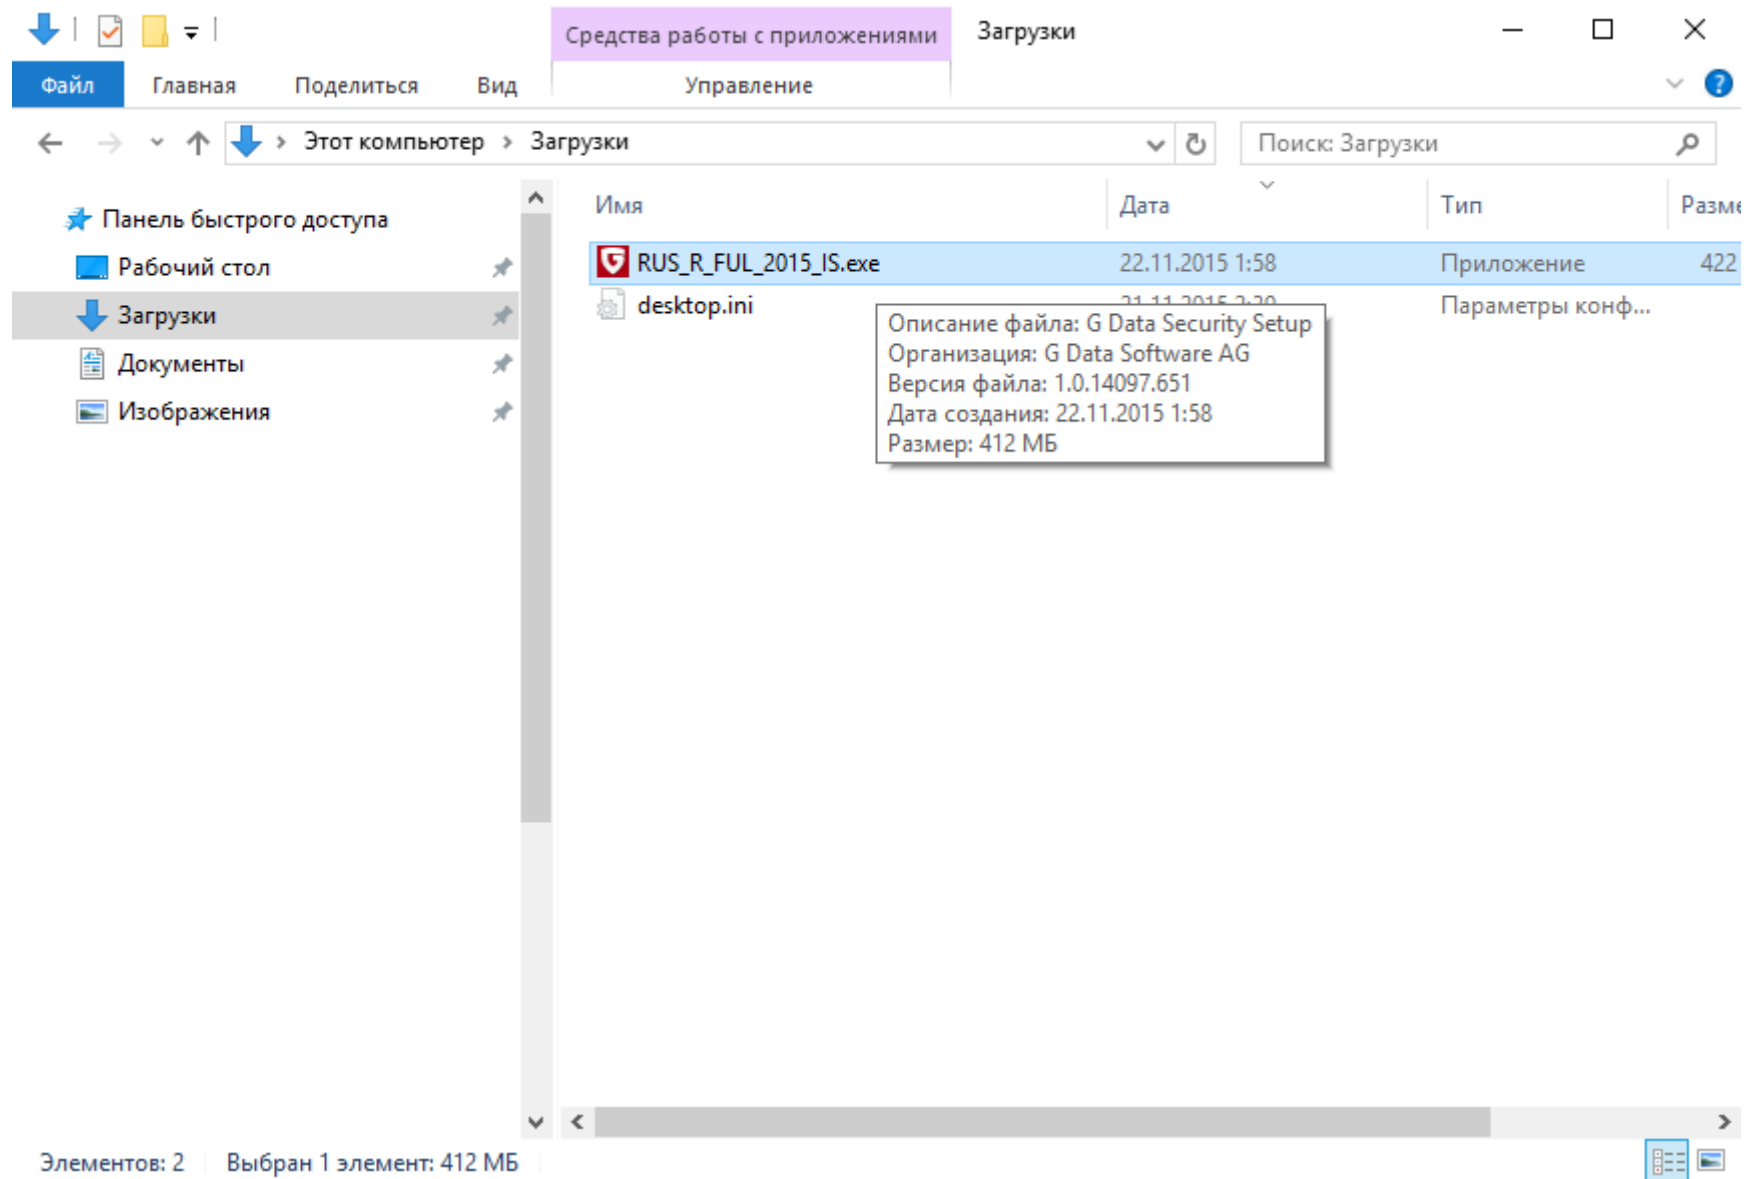 Средства работы с приложениями
Загрузки
Файл
Главная
Поделиться
Вид
Управление
Этот компьютер
Загрузки
Поиск: Загрузки
Панель быстрого доступа
Рабочий стол
Загрузки
Документы
Изображения
Имя
Дата
Тип
Разме
RUS_R_FUL_2015_IS.exe
22.11.2015 1:58
Приложение
422
desktop.ini
Параметры конф...
Описание файла: G Data Security Setup
Организация: G Data Software AG
Версия файла: 1.0.14097.651
Дата создания: 22.11.2015 1:58
Размер: 412 МБ
Элементов: 2
Выбран 1 элемент: 412 МБ